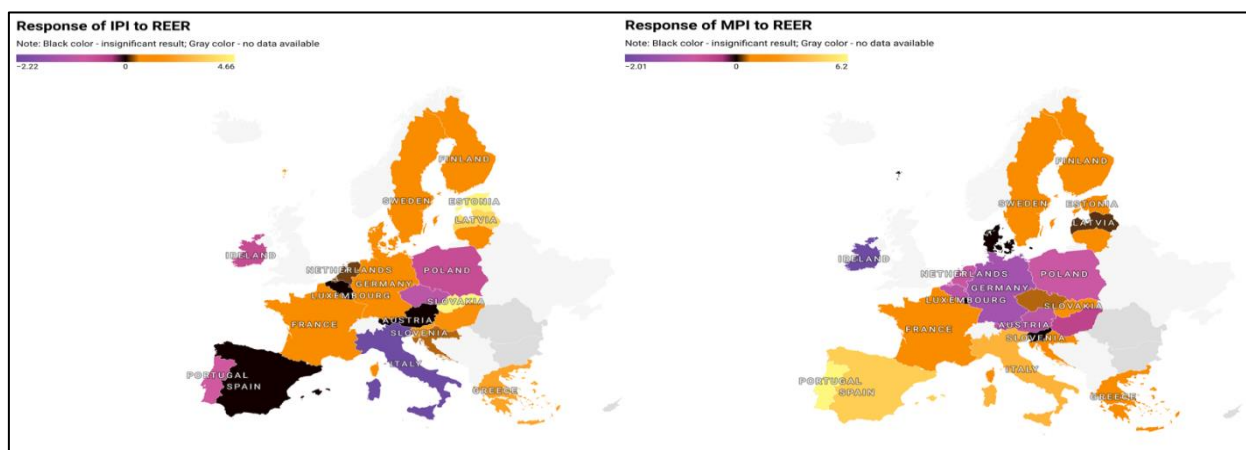 Response of IPI to REER
Note: Black color - insignificant result; Gray color - no data available
−2.22 0 4.66
FINLAND
SWEDEN
ESTONIA
LATVIA
IRELAND
NETHERLANDS
POLAND
GERMANY
LUXEMBOURG
SLOVAKIA
AUSTRIA
FRANCE
SLOVENIA
ITALY
PORTUGAL
SPAIN
GREECE
Response of MPI to REER
Note: Black color - insignificant result; Gray color - no data available
−2.01 0 6.2
FINLAND
SWEDEN
ESTONIA
LATVIA
IRELAND
NETHERLANDS
POLAND
GERMANY
LUXEMBOURG
SLOVAKIA
AUSTRIA
FRANCE
SLOVENIA
ITALY
PORTUGAL
SPAIN
GREECE